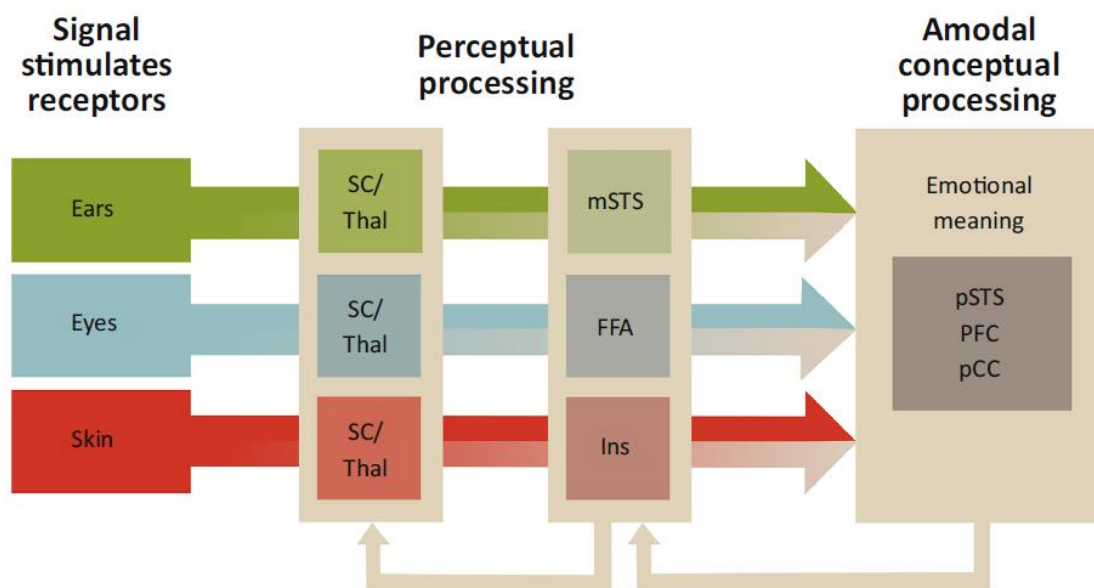 Signal
stimulates
receptors
Perceptual
processing
Amodal
conceptual
processing
Ears
SC/
Thal
mSTS
Emotional
meaning
Eyes
SC/
Thal
FFA
pSTS
PFC
pCC
Skin
SC/
Thal
Ins